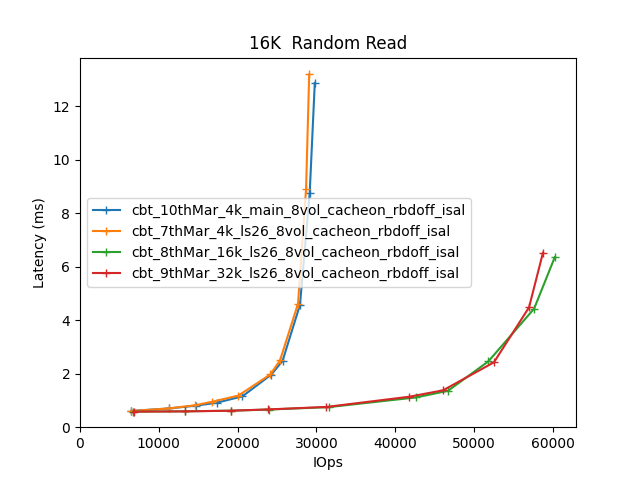 16K  Random Read
Latency (ms)
12
10
8
6
4
2
0
cbt_10thMar_4k_main_8vol_cacheon_rbdoff_isal
cbt_7thMar_4k_ls26_8vol_cacheon_rbdoff_isal
cbt_8thMar_16k_ls26_8vol_cacheon_rbdoff_isal
cbt_9thMar_32k_ls26_8vol_cacheon_rbdoff_isal
0 10000 20000 30000 40000 50000 60000
IOps